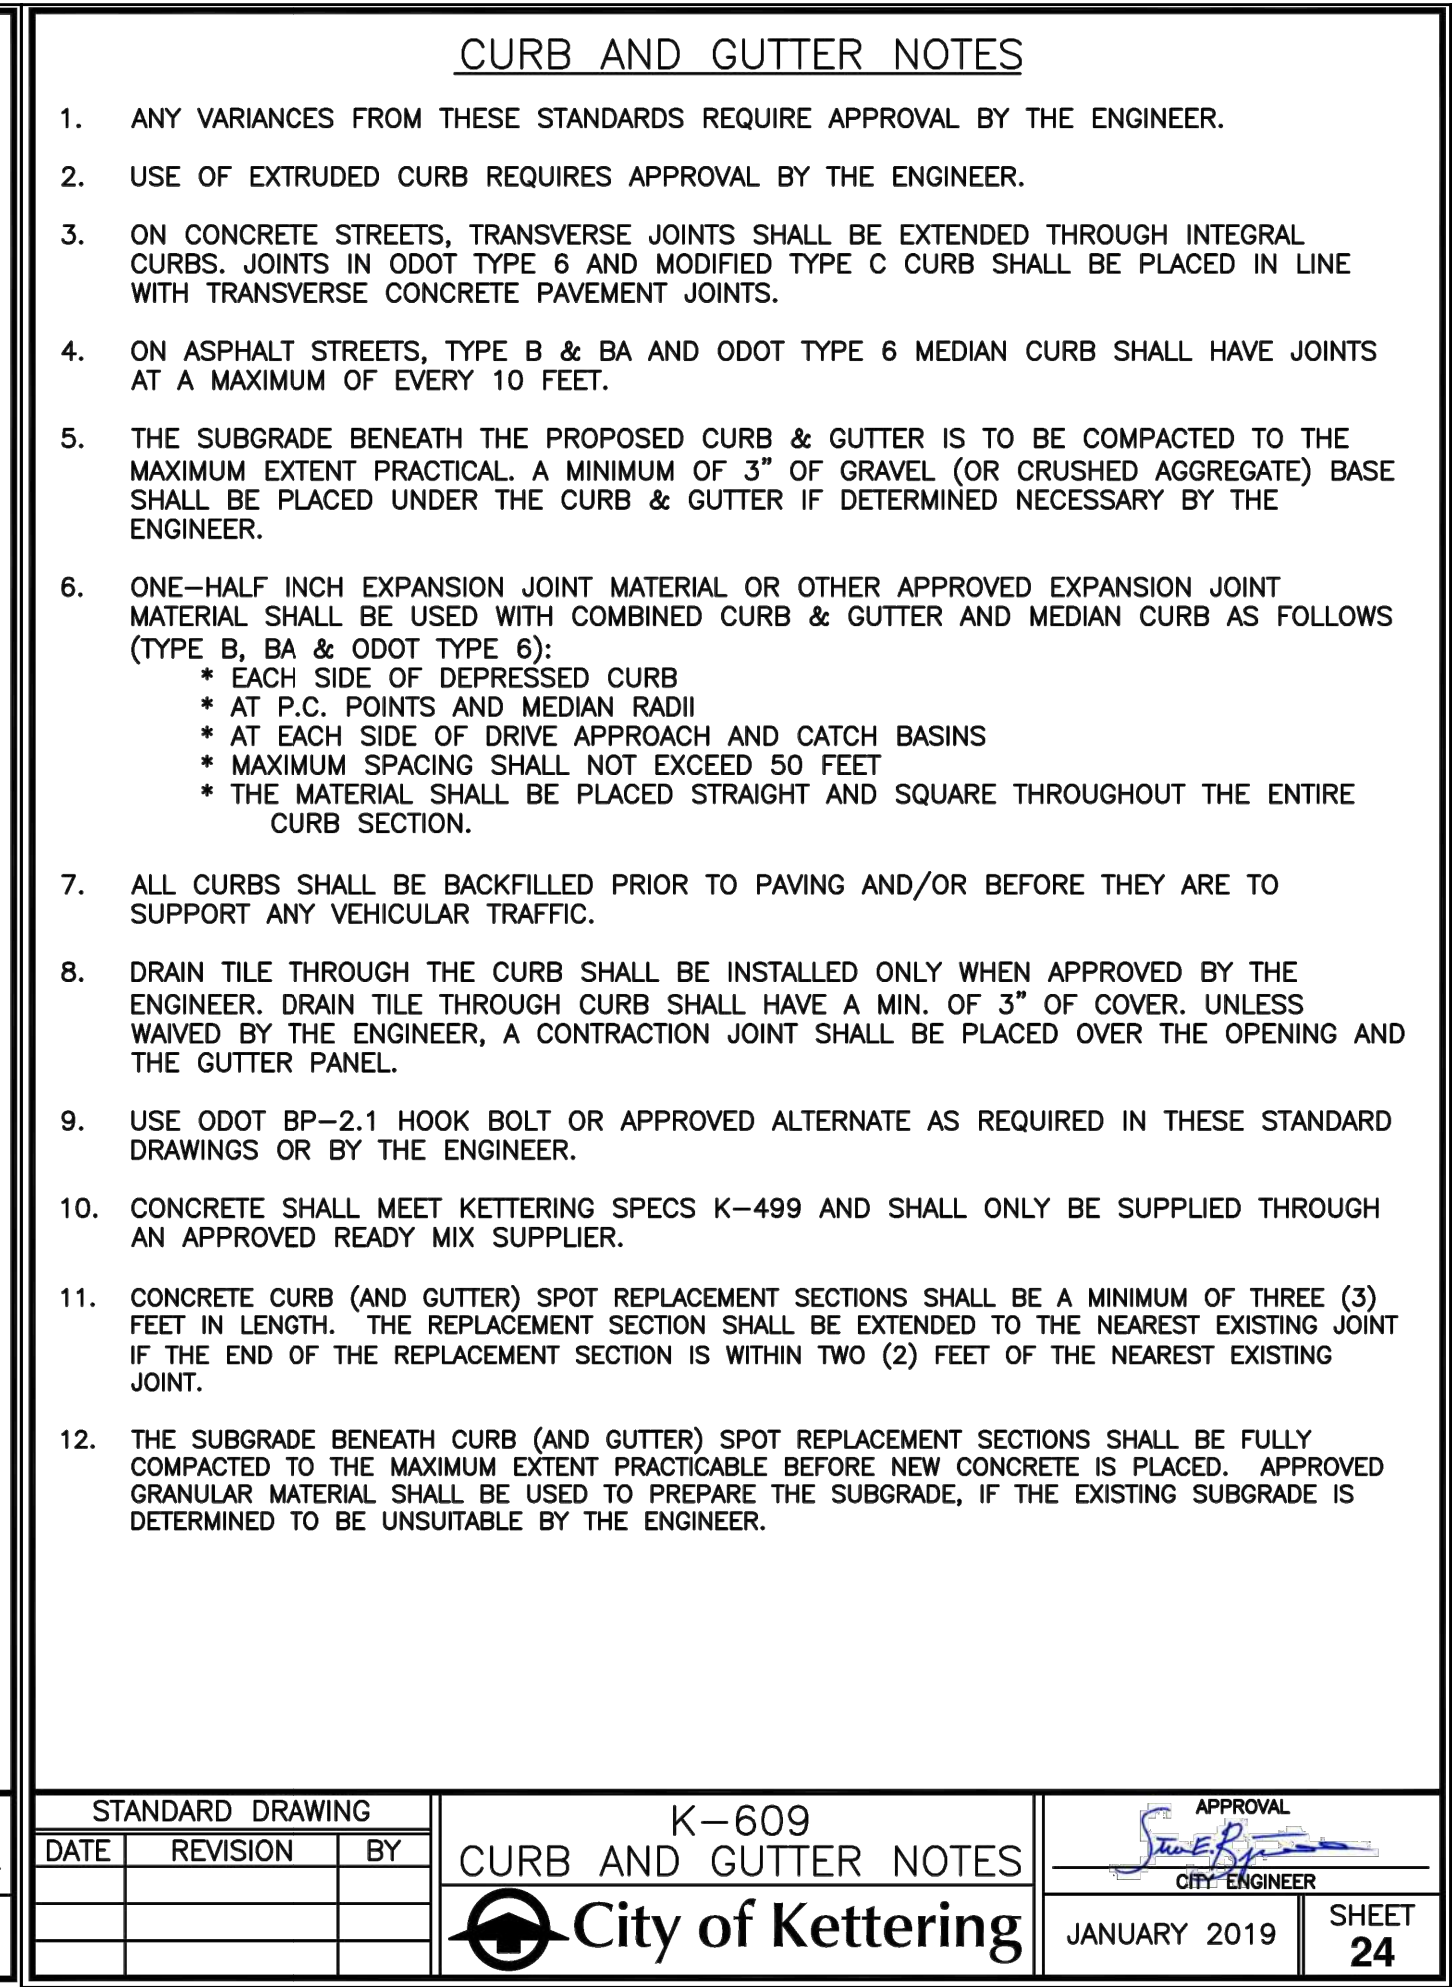 CURB AND GUTTER NOTES
1. ANY VARIANCES FROM THESE STANDARDS REQUIRE APPROVAL BY THE ENGINEER.
2. USE OF EXTRUDED CURB REQUIRES APPROVAL BY THE ENGINEER.
3. ON CONCRETE STREETS, TRANSVERSE JOINTS SHALL BE EXTENDED THROUGH INTEGRAL
CURBS. JOINTS IN ODOT TYPE 6 AND MODIFIED TYPE C CURB SHALL BE PLACED IN LINE
WITH TRANSVERSE CONCRETE PAVEMENT JOINTS.
4. ON ASPHALT STREETS, TYPE B & BA AND ODOT TYPE 6 MEDIAN CURB SHALL HAVE JOINTS
AT A MAXIMUM OF EVERY 10 FEET.
5. THE SUBGRADE BENEATH THE PROPOSED CURB & GUTTER IS TO BE COMPACTED TO THE
MAXIMUM EXTENT PRACTICAL. A MINIMUM OF 3" OF GRAVEL (OR CRUSHED AGGREGATE) BASE
SHALL BE PLACED UNDER THE CURB & GUTTER IF DETERMINED NECESSARY BY THE
ENGINEER.
6. ONE-HALF INCH EXPANSION JOINT MATERIAL OR OTHER APPROVED EXPANSION JOINT
MATERIAL SHALL BE USED WITH COMBINED CURB & GUTTER AND MEDIAN CURB AS FOLLOWS
(TYPE B, BA & ODOT TYPE 6):
* EACH SIDE OF DEPRESSED CURB
* AT P.C. POINTS AND MEDIAN RADII
* AT EACH SIDE OF DRIVE APPROACH AND CATCH BASINS
* MAXIMUM SPACING SHALL NOT EXCEED 50 FEET
* THE MATERIAL SHALL BE PLACED STRAIGHT AND SQUARE THROUGHOUT THE ENTIRE
CURB SECTION.
7. ALL CURBS SHALL BE BACKFILLED PRIOR TO PAVING AND/OR BEFORE THEY ARE TO
SUPPORT ANY VEHICULAR TRAFFIC.
8. DRAIN TILE THROUGH THE CURB SHALL BE INSTALLED ONLY WHEN APPROVED BY THE
ENGINEER. DRAIN TILE THROUGH CURB SHALL HAVE A MIN. OF 3" OF COVER. UNLESS
WAIVED BY THE ENGINEER, A CONTRACTION JOINT SHALL BE PLACED OVER THE OPENING AND
THE GUTTER PANEL.
9. USE ODOT BP-2.1 HOOK BOLT OR APPROVED ALTERNATE AS REQUIRED IN THESE STANDARD
DRAWINGS OR BY THE ENGINEER.
10. CONCRETE SHALL MEET KETTERING SPECS K-499 AND SHALL ONLY BE SUPPLIED THROUGH
AN APPROVED READY MIX SUPPLIER.
11. CONCRETE CURB (AND GUTTER) SPOT REPLACEMENT SECTIONS SHALL BE A MINIMUM OF THREE (3)
FEET IN LENGTH. THE REPLACEMENT SECTION SHALL BE EXTENDED TO THE NEAREST EXISTING JOINT
IF THE END OF THE REPLACEMENT SECTION IS WITHIN TWO (2) FEET OF THE NEAREST EXISTING
JOINT.
12. THE SUBGRADE BENEATH CURB (AND GUTTER) SPOT REPLACEMENT SECTIONS SHALL BE FULLY
COMPACTED TO THE MAXIMUM EXTENT PRACTICABLE BEFORE NEW CONCRETE IS PLACED. APPROVED
GRANULAR MATERIAL SHALL BE USED TO PREPARE THE SUBGRADE, IF THE EXISTING SUBGRADE IS
DETERMINED TO BE UNSUITABLE BY THE ENGINEER.
STANDARD DRAWING
DATE REVISION BY
K-609
CURB AND GUTTER NOTES
City of Kettering
APPROVAL
CITY ENGINEER
JANUARY 2019
SHEET
24